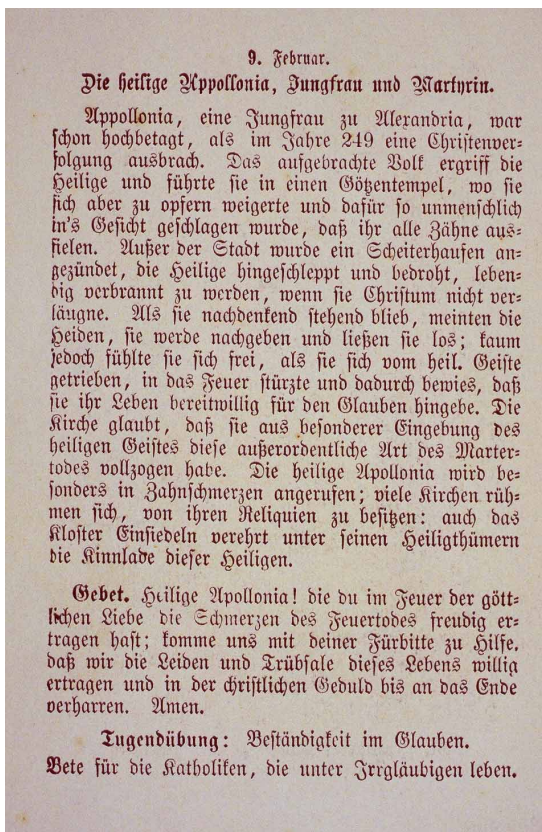 9. Februar.
Die heilige Appollonia, Jungfrau und Martyrin.
Appollonia, eine Jungfrau zu Alexandria, war
schon hochbetagt, als im Jahre 249 eine Christenver-
folgung ausbrach. Das aufgebrachte Volk ergriff die
Heilige und führte sie in einen Götzentempel, wo sie
sich aber zu opfern weigerte und dafür so unmenschlich
in's Gesicht geschlagen wurde, daß ihr alle Zähne aus-
fielen. Außer der Stadt wurde ein Scheiterhaufen an-
gezündet, die Heilige hingeschleppt und bedroht, leben-
dig verbrannt zu werden, wenn sie Christum nicht ver-
läugne. Als sie nachdenkend stehend blieb, meinten die
Heiden, sie werde nachgeben und ließen sie los; kaum
jedoch fühlte sie sich frei, als sie sich vom heil. Geiste
getrieben, in das Feuer stürzte und dadurch bewies, daß
sie ihr Leben bereitwillig für den Glauben hingebe. Die
Kirche glaubt, daß sie aus besonderer Eingebung des
heiligen Geistes diese außerordentliche Art des Marter-
todes vollzogen habe. Die heilige Apollonia wird be-
sonders in Zahnschmerzen angerufen; viele Kirchen rüh-
men sich, von ihren Reliquien zu besitzen: auch das
Kloster Einsiedeln verehrt unter seinen Heiligthümern
die Kinnlade dieser Heiligen.
Gebet. Heilige Apollonia! die du im Feuer der gött-
lichen Liebe die Schmerzen des Feuertodes freudig er-
tragen hast; komme uns mit deiner Fürbitte zu Hilfe,
daß wir die Leiden und Trübsale dieses Lebens willig
ertragen und in der christlichen Geduld bis an das Ende
verharren. Amen.
Tugendübung: Beständigkeit im Glauben.
Bete für die Katholiken, die unter Irrgläubigen leben.